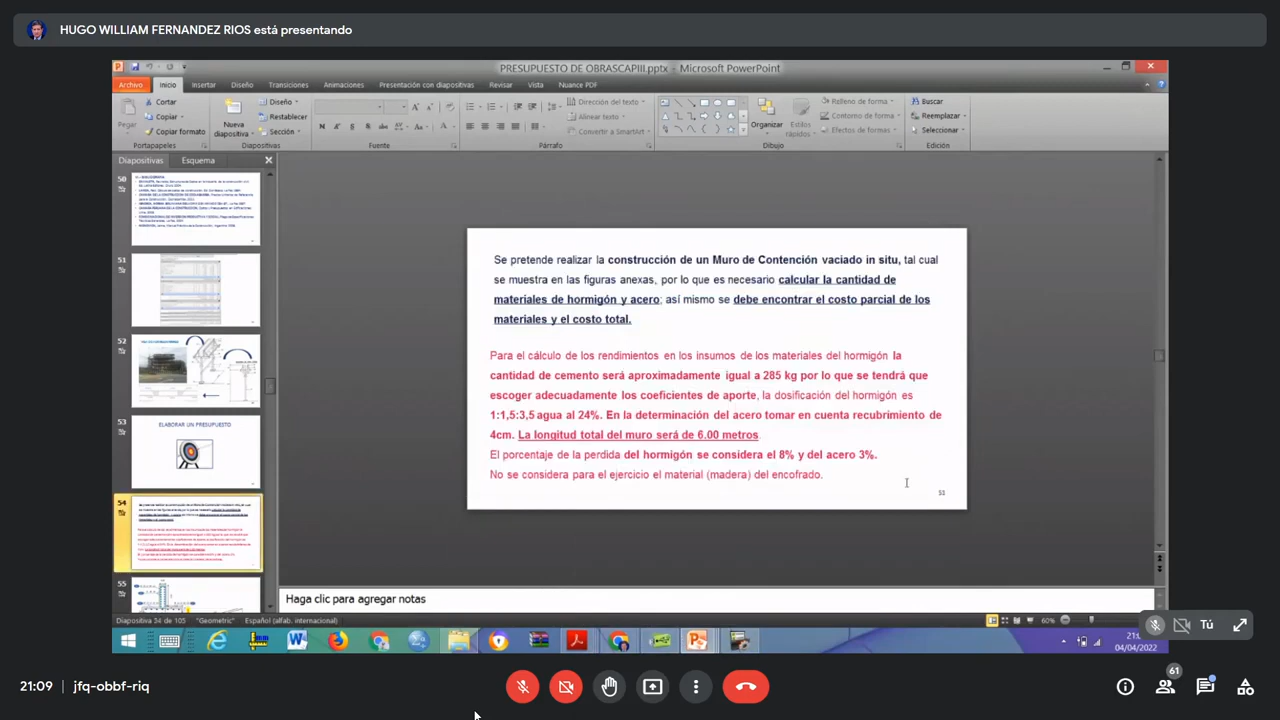 HUGO WILLIAM FERNANDEZ RIOS está presentando
PRESUPUESTO DE OBRASCAPIII.pptx - Microsoft PowerPoint
Archivo Inicio Insertar Diseño Transiciones Animaciones Presentación con diapositivas Revisar Vista Nuance PDF
Pegar
Cortar
Copiar
Copiar formato
Portapapeles
Nueva diapositiva
Diseño
Restablecer
Sección
Diapositivas
Fuente
Dirección del texto
Alinear texto
Convertir a SmartArt
Párrafo
Organizar
Estilos rápidos
Relleno de forma
Contorno de forma
Efectos de formas
Dibujo
Buscar
Reemplazar
Seleccionar
Edición
Diapositivas Esquema
50
51
52
53
ELABORAR UN PRESUPUESTO
54
55
Se pretende realizar la construcción de un Muro de Contención vaciado in situ, tal cual
se muestra en las figuras anexas, por lo que es necesario calcular la cantidad de
materiales de hormigón y acero; así mismo se debe encontrar el costo parcial de los
materiales y el costo total.
Para el cálculo de los rendimientos en los insumos de los materiales del hormigón la
cantidad de cemento será aproximadamente igual a 285 kg por lo que se tendrá que
escoger adecuadamente los coeficientes de aporte, la dosificación del hormigón es
1:1,5:3,5 agua al 24%. En la determinación del acero tomar en cuenta recubrimiento de
4cm. La longitud total del muro será de 6.00 metros.
El porcentaje de la perdida del hormigón se considera el 8% y del acero 3%.
No se considera para el ejercicio el material (madera) del encofrado.
53
Haga clic para agregar notas
Diapositiva 54 de 105 "Geometric" Español (alfab. internacional)
60%
Tú
04/04/2022
21:09 | jfq-obbf-riq
61